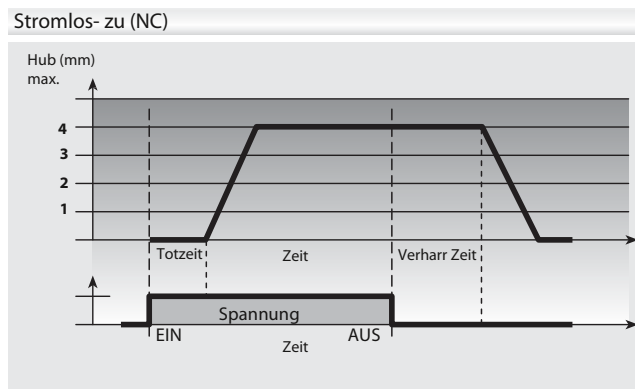 Stromlos- zu (NC)
Hub (mm)
max.
4
3
2
1
Totzeit
Zeit
Verharr Zeit
Spannung
EIN
AUS
Zeit